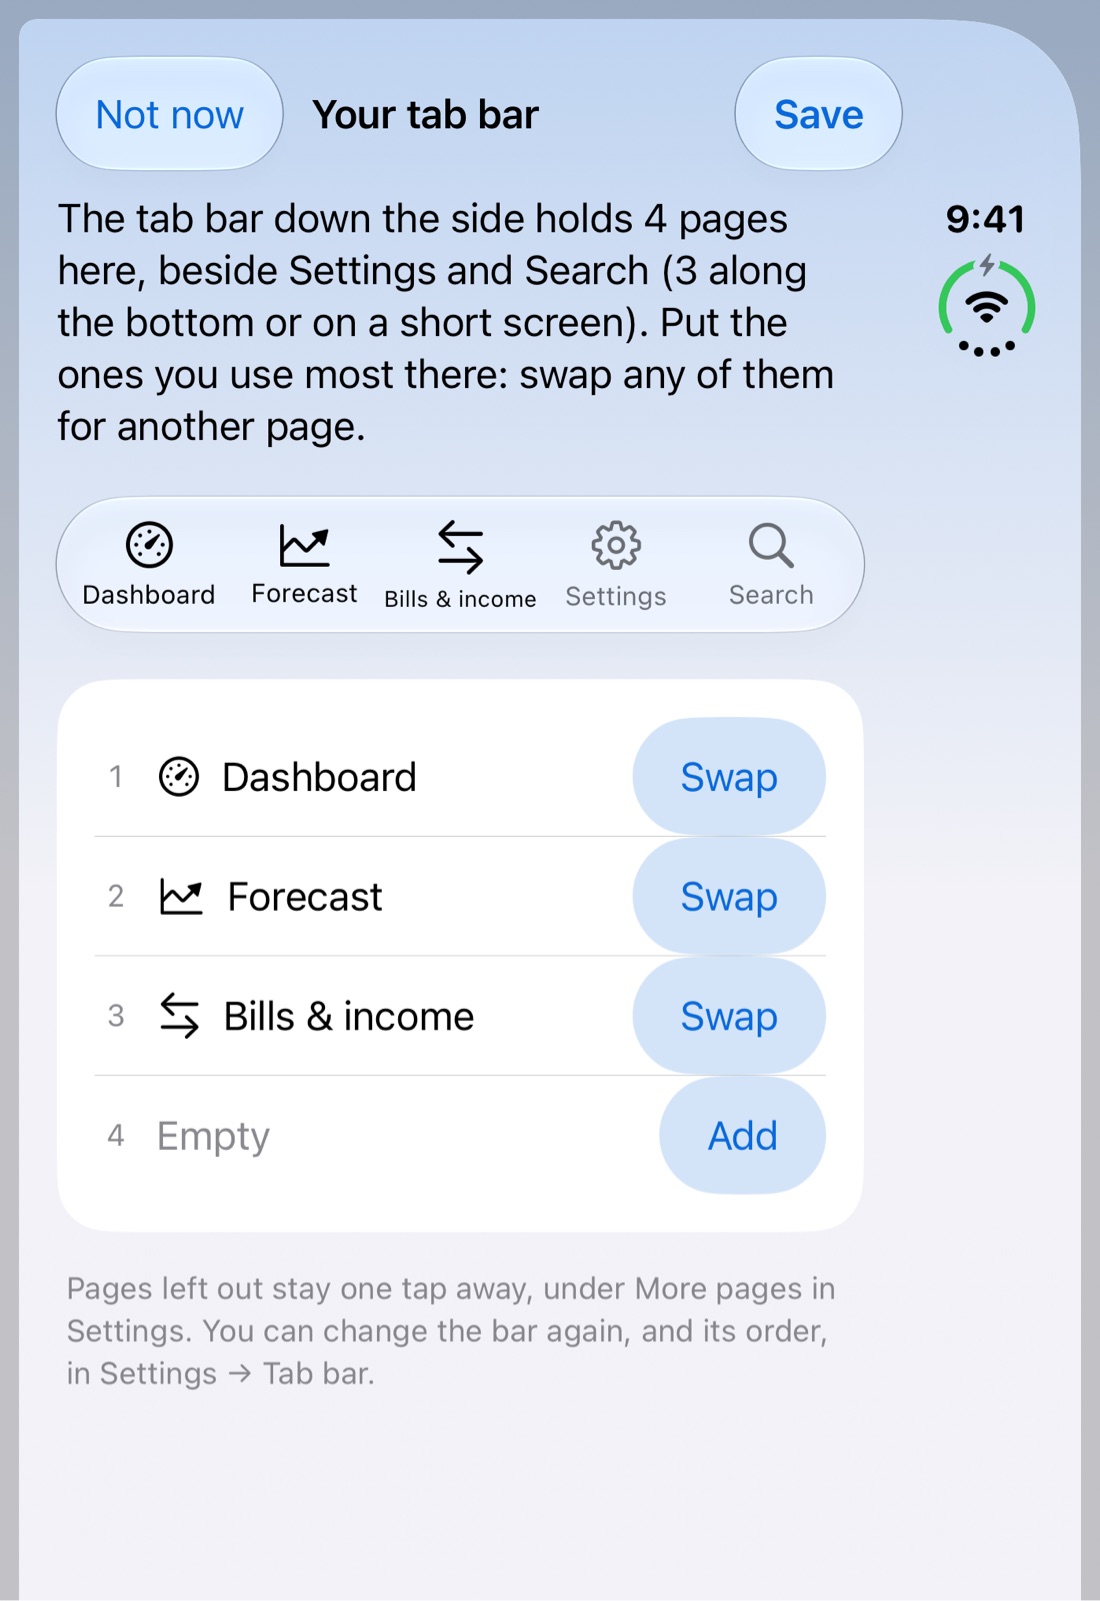 Not now
Your tab bar
Save
The tab bar down the side holds 4 pages
here, beside Settings and Search (3 along
the bottom or on a short screen). Put the
ones you use most there: swap any of them
for another page.
9:41
Dashboard
Forecast
Bills & income
Settings
Search
1 Dashboard Swap
2 Forecast Swap
3 Bills & income Swap
4 Empty Add
Pages left out stay one tap away, under More pages in
Settings. You can change the bar again, and its order,
in Settings → Tab bar.